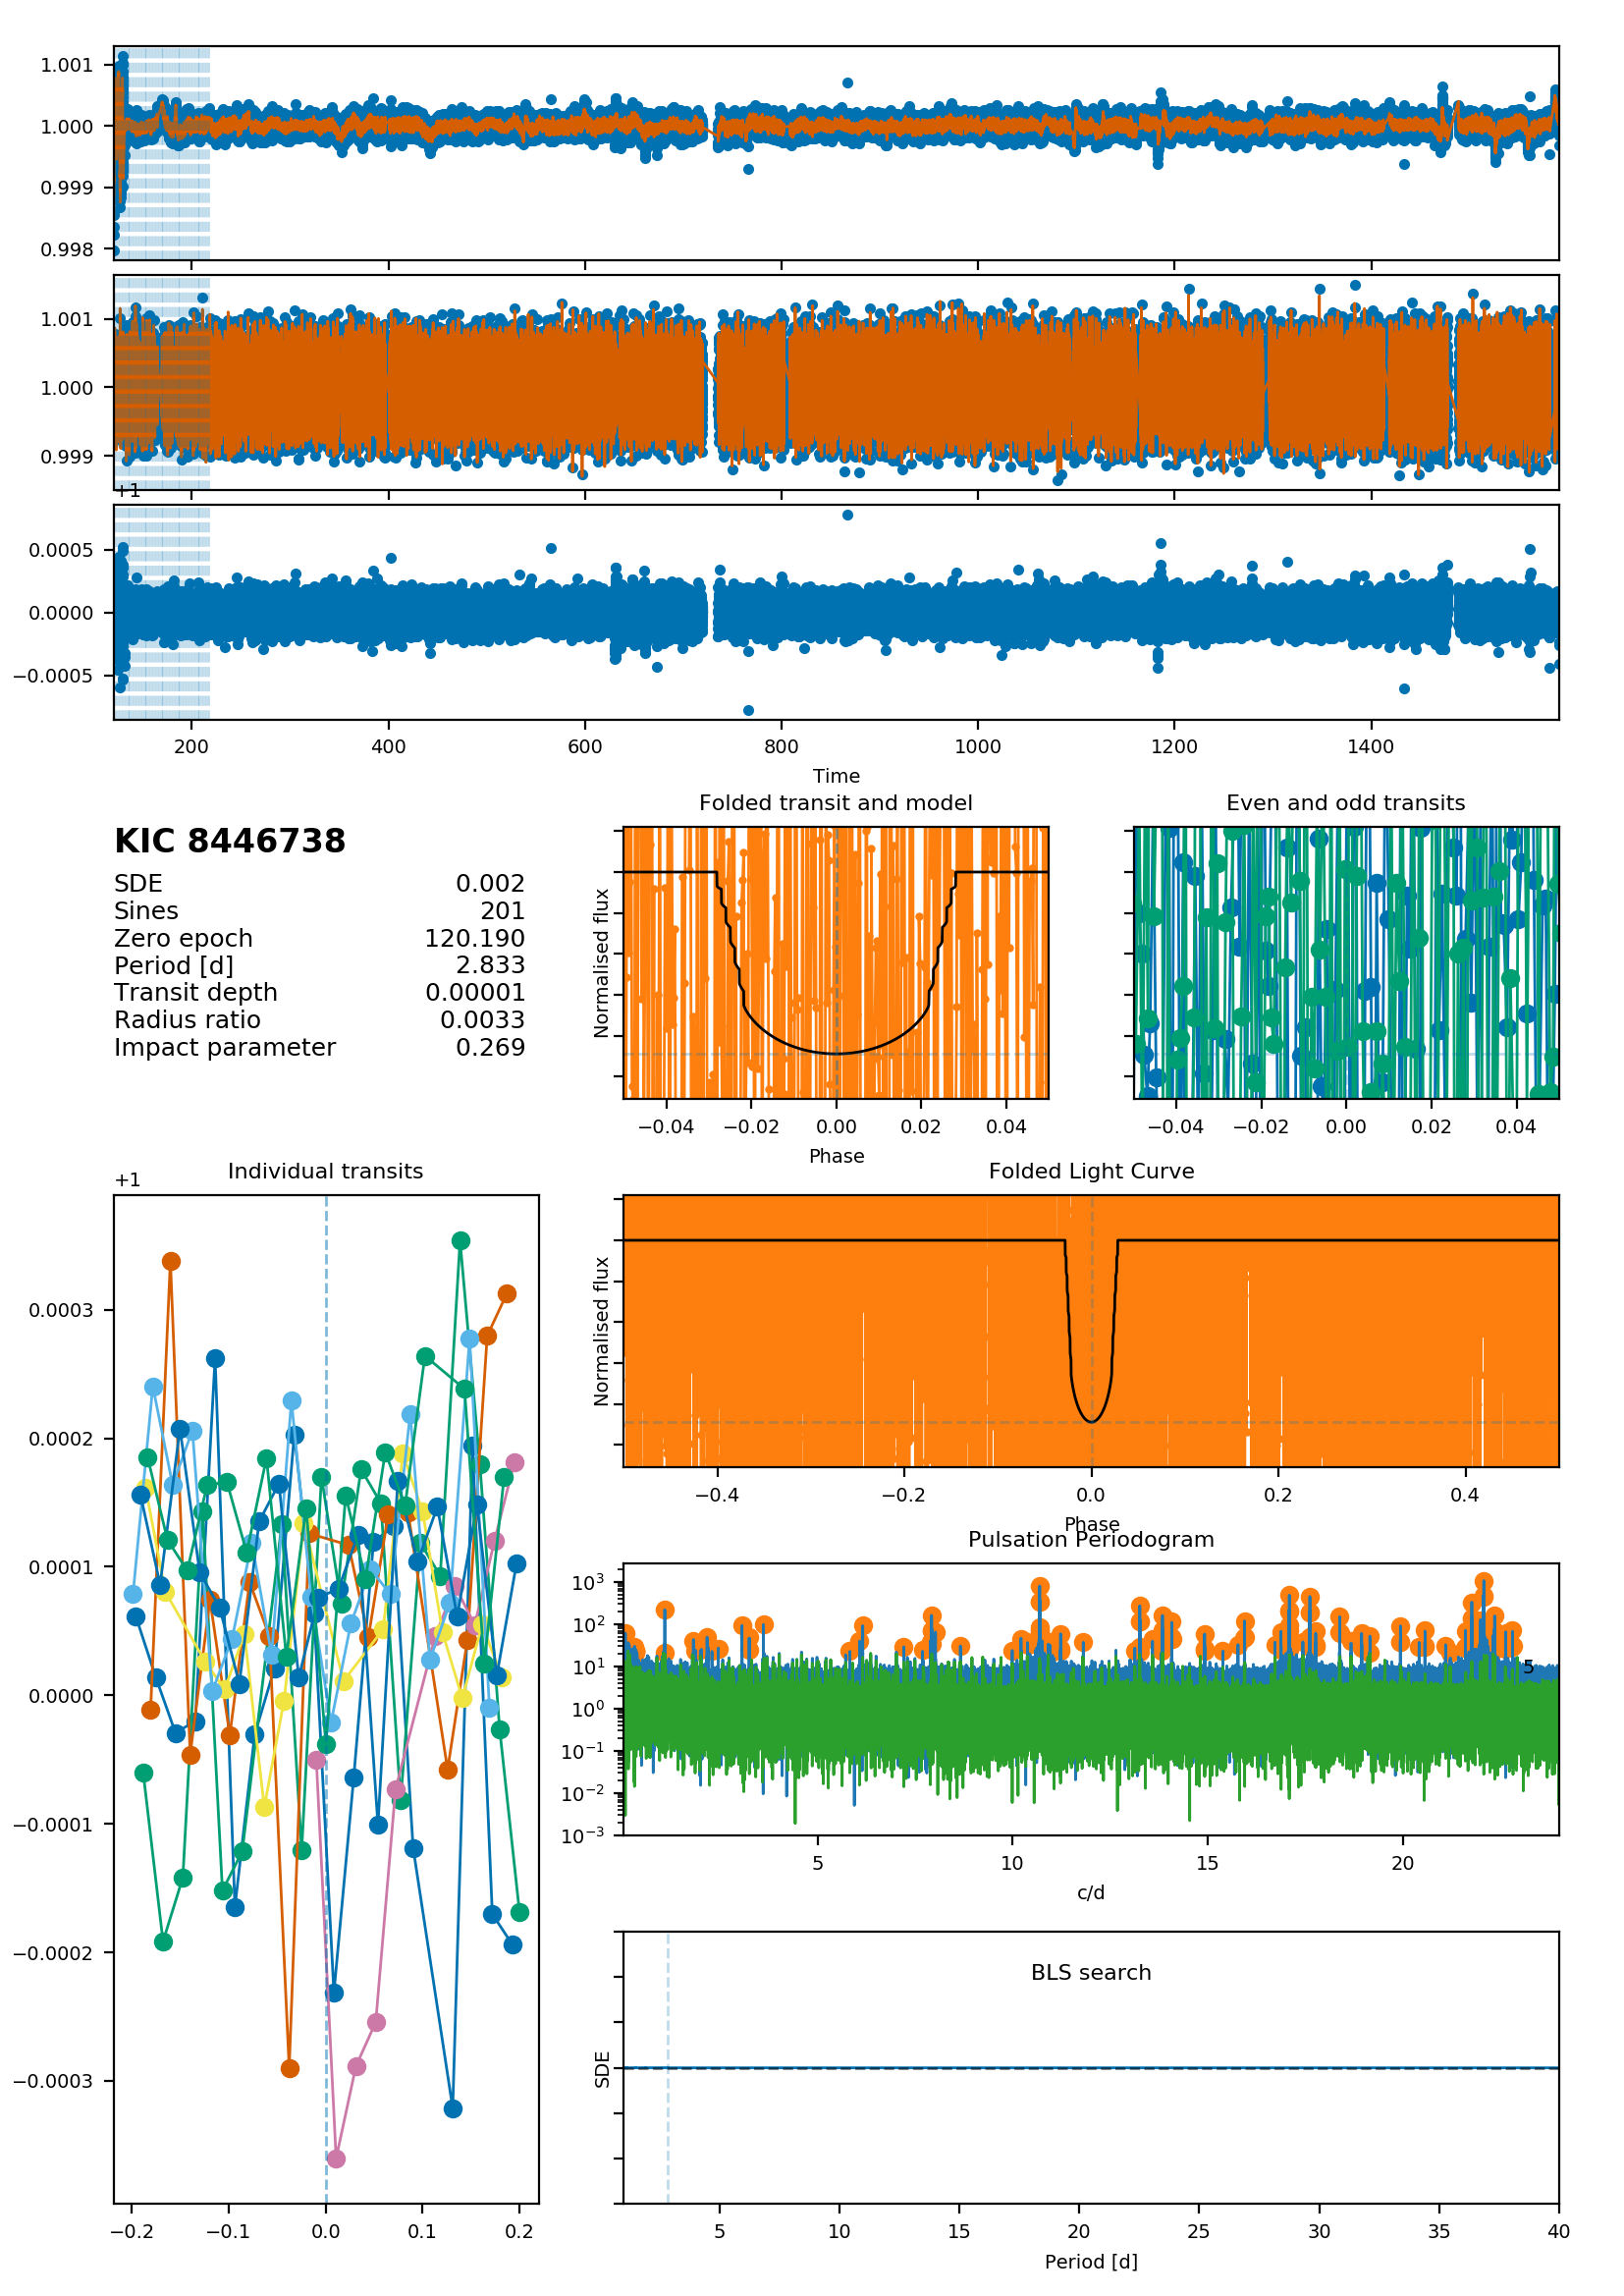 1.001
1.000
0.999
0.998
1.001
1.000
0.999
+1
0.0005
0.0000
−0.0005
200 400 600 800 1000 1200 1400
Time
KIC 8446738
SDE 0.002
Sines 201
Zero epoch 120.190
Period [d] 2.833
Transit depth 0.00001
Radius ratio 0.0033
Impact parameter 0.269
Folded transit and model
Normalised flux
−0.04 −0.02 0.00 0.02 0.04
Phase
Even and odd transits
−0.04 −0.02 0.00 0.02 0.04
Individual transits
+1
0.0003
0.0002
0.0001
0.0000
−0.0001
−0.0002
−0.0003
−0.2 −0.1 0.0 0.1 0.2
Folded Light Curve
Normalised flux
−0.4 −0.2 0.0 0.2 0.4
Phase
Pulsation Periodogram
10³
10²
10¹
10⁰
10⁻¹
10⁻²
10⁻³
5
5 10 15 20
c/d
BLS search
SDE
5 10 15 20 25 30 35 40
Period [d]